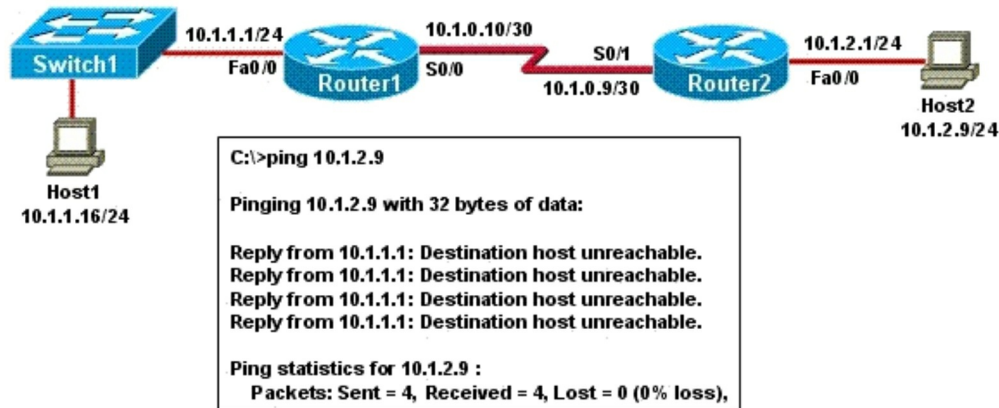 10.1.1.1/24
10.1.0.10/30
S0/1
10.1.2.1/24
Switch1
Fa0/0
Router1
S0/0
10.1.0.9/30
Router2
Fa0/0
Host2
10.1.2.9/24
Host1
10.1.1.16/24
C:\>ping 10.1.2.9
Pinging 10.1.2.9 with 32 bytes of data:
Reply from 10.1.1.1: Destination host unreachable.
Reply from 10.1.1.1: Destination host unreachable.
Reply from 10.1.1.1: Destination host unreachable.
Reply from 10.1.1.1: Destination host unreachable.
Ping statistics for 10.1.2.9 :
Packets: Sent = 4, Received = 4, Lost = 0 (0% loss),